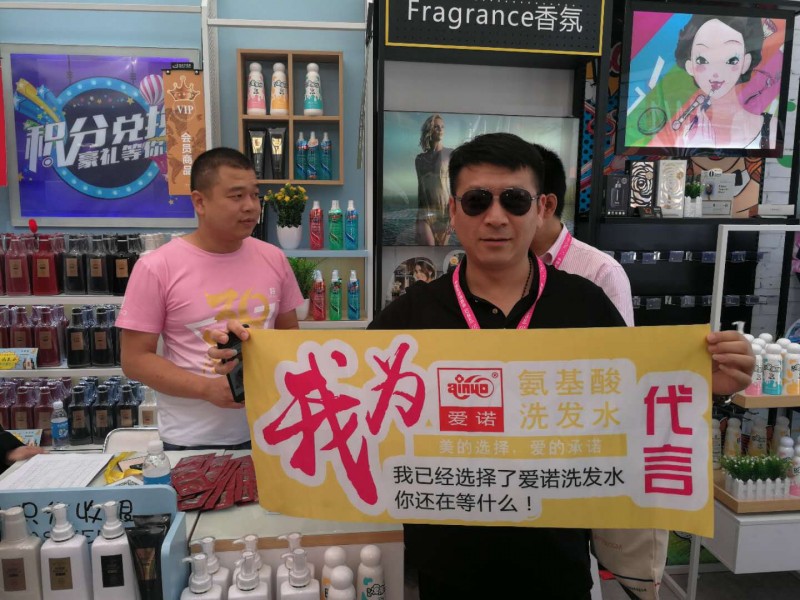 Fragrance香氛
积分兑换
豪礼等你
VIP
会员商品
我为
ainuo®
爱诺
氨基酸
洗发水
美的选择、爱的承诺
代言
我已经选择了爱诺洗发水
你还在等什么！